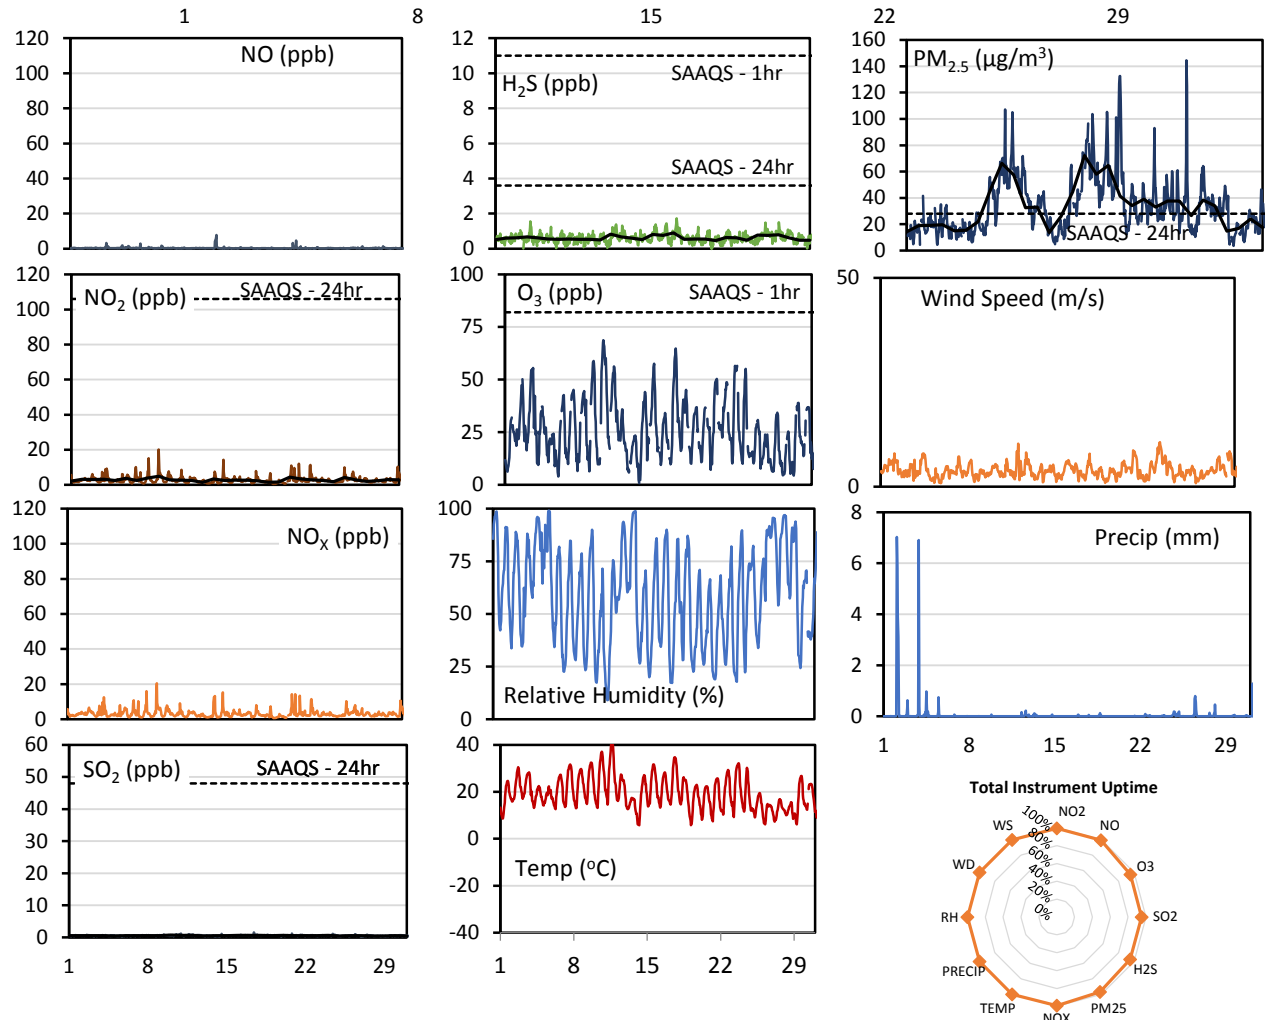 1 8 15 22 29
NO (ppb)
120
100
80
60
40
20
0
H2S (ppb)
SAAQS - 1hr
SAAQS - 24hr
12
11
10
9
8
7
6
5
4
3
2
1
0
PM2.5 (µg/m3)
SAAQS - 24hr
160
140
120
100
80
60
40
20
0
NO2 (ppb)
SAAQS - 24hr
120
100
80
60
40
20
0
O3 (ppb)
SAAQS - 1hr
100
75
50
25
0
Wind Speed (m/s)
50
0
NOX (ppb)
120
100
80
60
40
20
0
Relative Humidity (%)
100
75
50
25
0
Precip (mm)
8
6
4
2
0
1 8 15 22 29
SO2 (ppb)
SAAQS - 24hr
60
50
40
30
20
10
0
1 8 15 22 29
Temp (oC)
40
20
0
-20
-40
1 8 15 22 29
Total Instrument Uptime
NO2
NO
O3
SO2
H2S
PM25
NOX
TEMP
PRECIP
RH
WD
WS
100%
80%
60%
40%
20%
0%